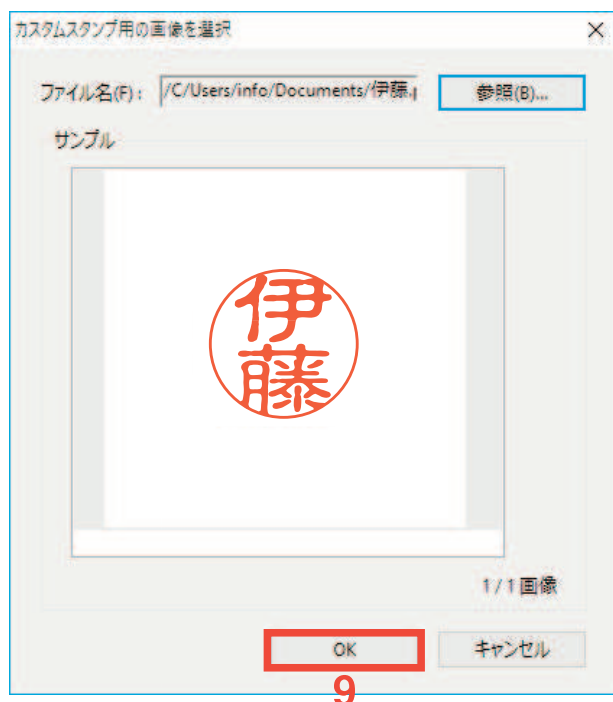 カスタムスタンプ用の画像を選択
ファイル名(F): /C/Users/info/Documents/伊藤.p 参照(B)...
サンプル
伊
藤
1/1画像
OK キャンセル
9